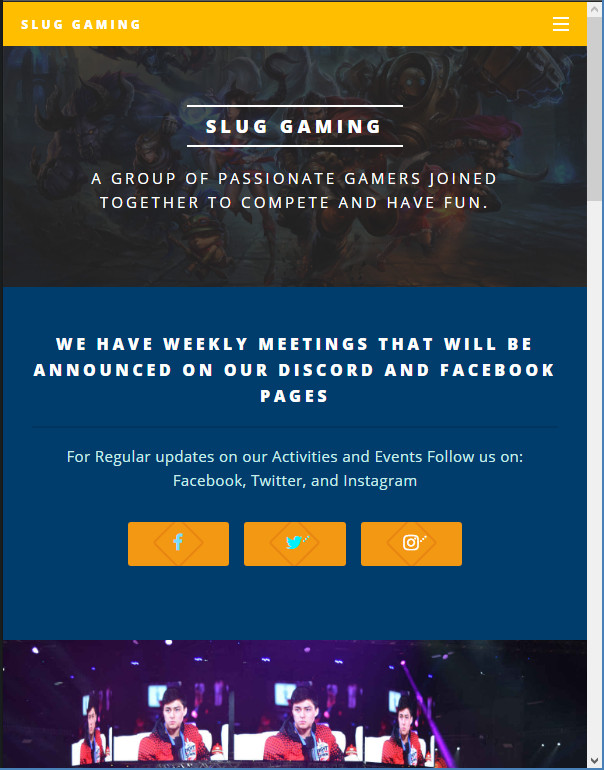 SLUG GAMING
SLUG GAMING
A GROUP OF PASSIONATE GAMERS JOINED
TOGETHER TO COMPETE AND HAVE FUN.
WE HAVE WEEKLY MEETINGS THAT WILL BE
ANNOUNCED ON OUR DISCORD AND FACEBOOK
PAGES
For Regular updates on our Activities and Events Follow us on:
Facebook, Twitter, and Instagram